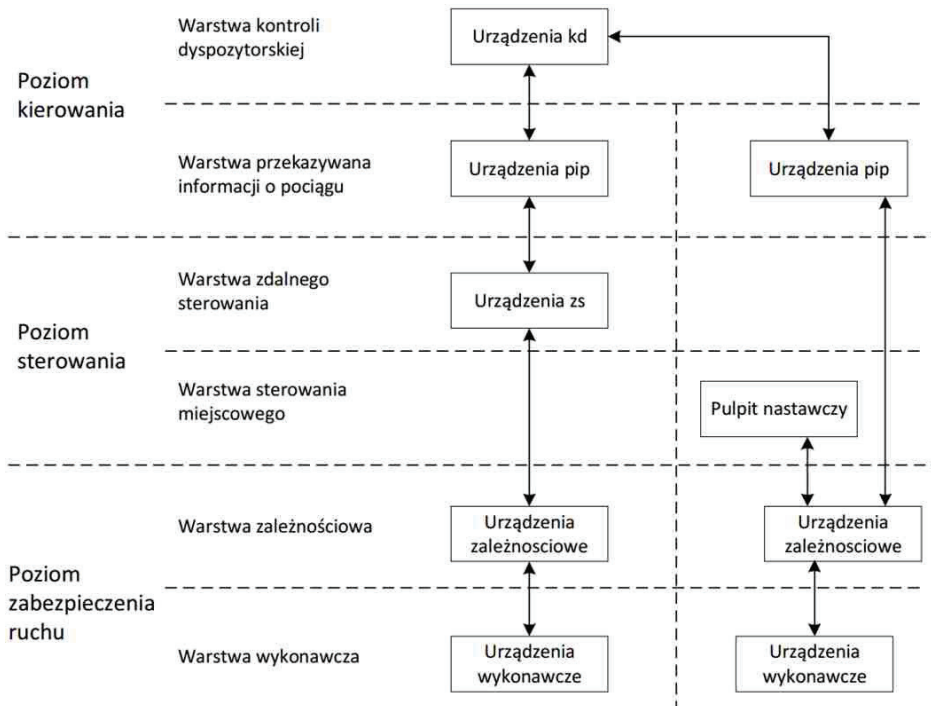 Warstwa kontroli
dyspozytorskiej
Urządzenia kd
Poziom
kierowania
Warstwa przekazywana
informacji o pociągu
Urządzenia pip
Urządzenia pip
Warstwa zdalnego
sterowania
Urządzenia zs
Poziom
sterowania
Warstwa sterowania
miejscowego
Pulpit nastawczy
Warstwa zależnościowa
Urządzenia
zależnosciowe
Urządzenia
zależnosciowe
Poziom
zabezpieczenia
ruchu
Warstwa wykonawcza
Urządzenia
wykonawcze
Urządzenia
wykonawcze